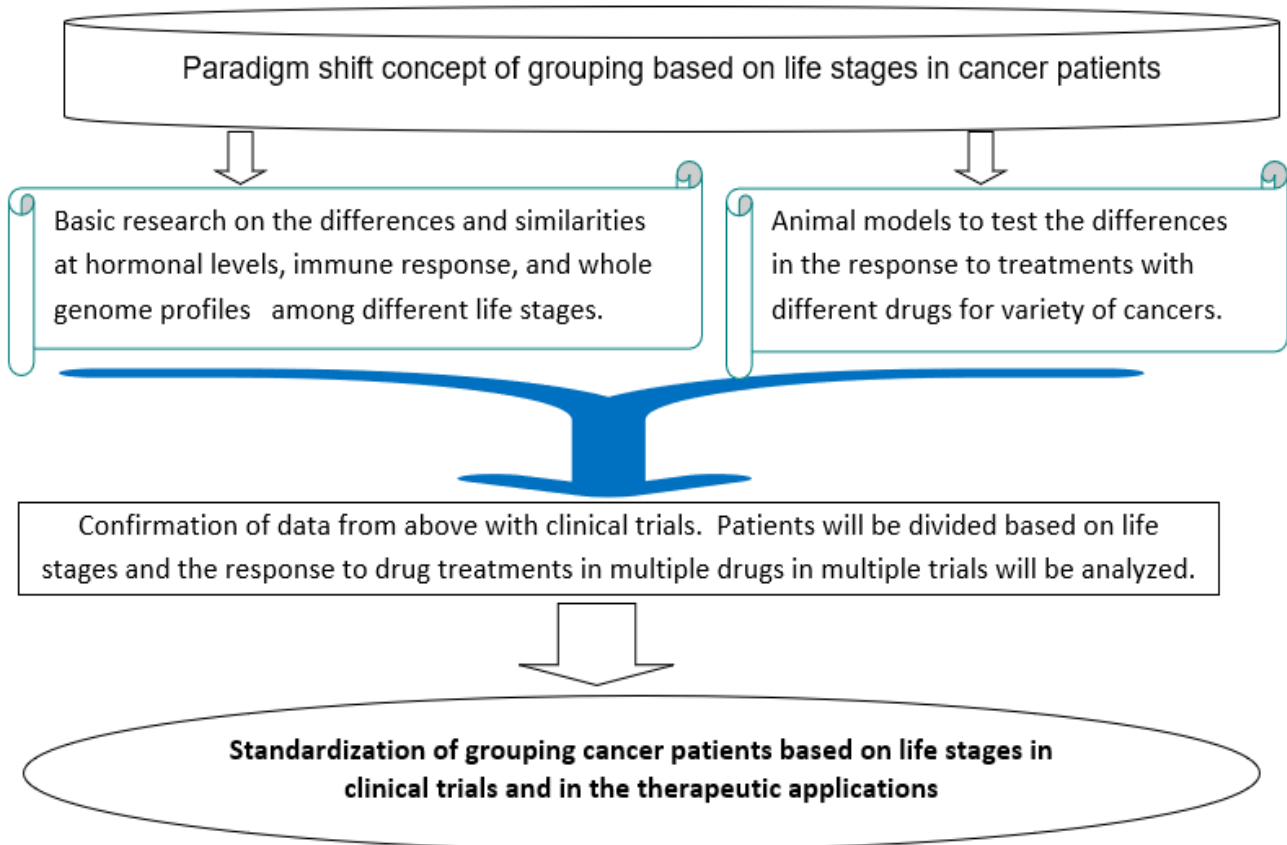 Paradigm shift concept of grouping based on life stages in cancer patients
Basic research on the differences and similarities
at hormonal levels, immune response, and whole
genome profiles   among different life stages.
Animal models to test the differences
in the response to treatments with
different drugs for variety of cancers.
Confirmation of data from above with clinical trials.  Patients will be divided based on life
stages and the response to drug treatments in multiple drugs in multiple trials will be analyzed.
Standardization of grouping cancer patients based on life stages in
clinical trials and in the therapeutic applications